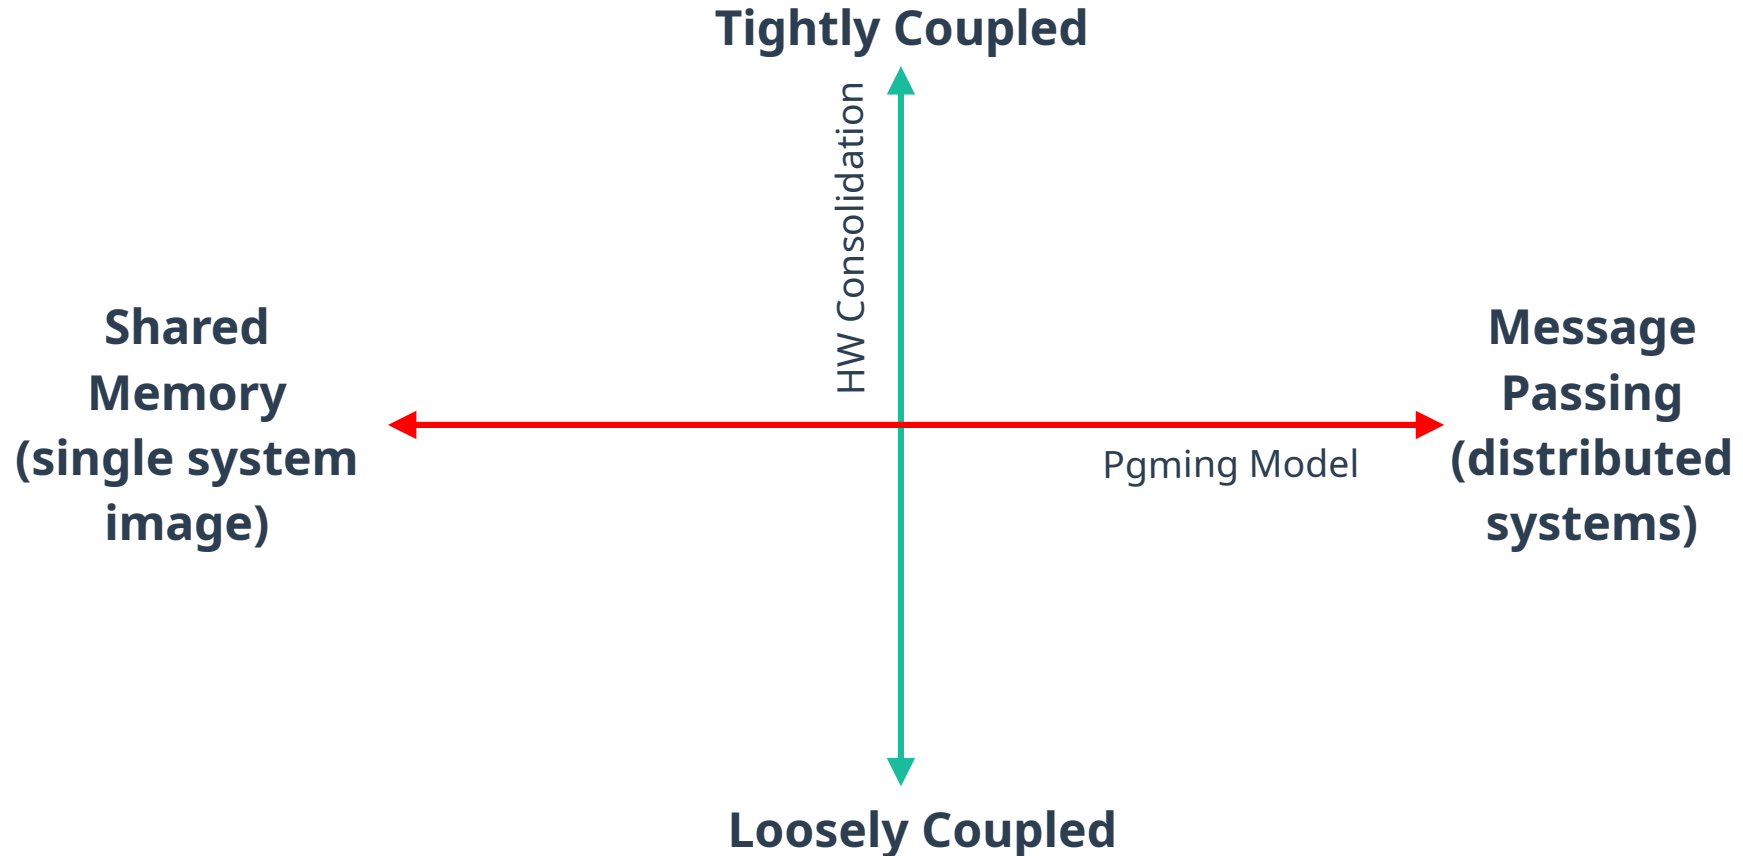 Tightly Coupled
HW Consolidation
Shared
Memory
(single system
image)
Message
Passing
(distributed
systems)
Pgming Model
Loosely Coupled